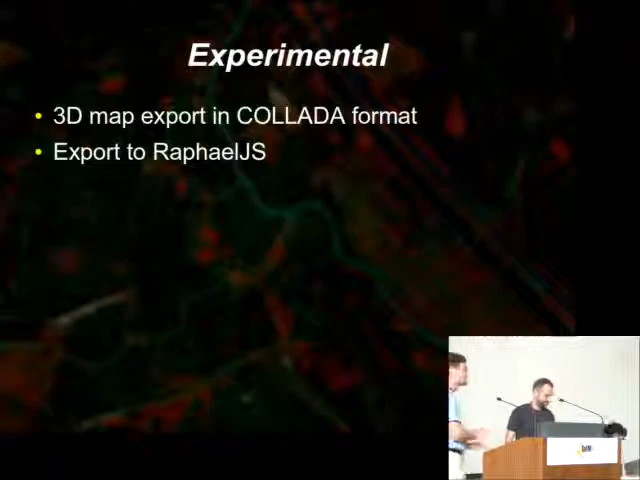 Experimental
• 3D map export in COLLADA format
• Export to RaphaelJS